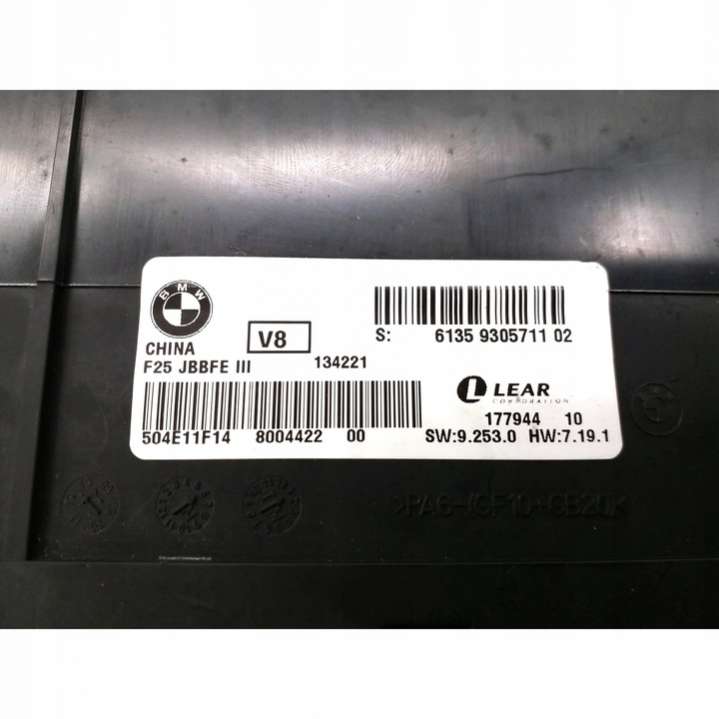 BMW
CHINA
V8
S: 6135 9305711 02
F25 JBBFE III
134221
LEAR
CORPORATION
504E11F14 8004422 00
177944 10
SW:9.253.0 HW:7.19.1